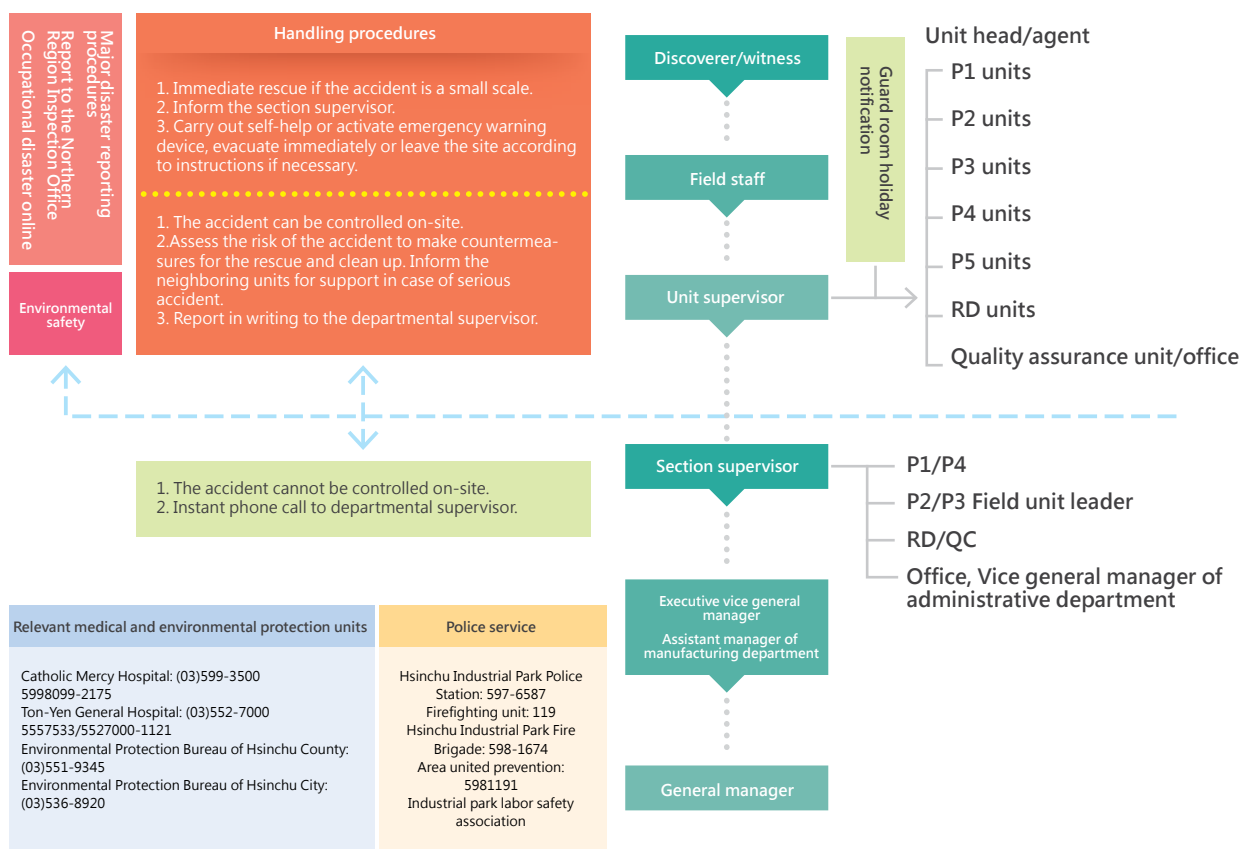 Major disaster reporting
procedures
Report to the Northern
Region Inspection Office
Occupational disaster online
Environmental
safety
Handling procedures
1. Immediate rescue if the accident is a small scale.
2. Inform the section supervisor.
3. Carry out self-help or activate emergency warning
device, evacuate immediately or leave the site according
to instructions if necessary.
1. The accident can be controlled on-site.
2.Assess the risk of the accident to make countermea-
sures for the rescue and clean up. Inform the
neighboring units for support in case of serious
accident.
3. Report in writing to the departmental supervisor.
1. The accident cannot be controlled on-site.
2. Instant phone call to departmental supervisor.
Discoverer/witness
Field staff
Unit supervisor
Section supervisor
Executive vice general
manager
Assistant manager of
manufacturing department
General manager
Guard room holiday
notification
Unit head/agent
P1 units
P2 units
P3 units
P4 units
P5 units
RD units
Quality assurance unit/office
P1/P4
P2/P3 Field unit leader
RD/QC
Office, Vice general manager of
administrative department
Relevant medical and environmental protection units
Catholic Mercy Hospital: (03)599-3500
5998099-2175
Ton-Yen General Hospital: (03)552-7000
5557533/5527000-1121
Environmental Protection Bureau of Hsinchu County:
(03)551-9345
Environmental Protection Bureau of Hsinchu City:
(03)536-8920
Police service
Hsinchu Industrial Park Police
Station: 597-6587
Firefighting unit: 119
Hsinchu Industrial Park Fire
Brigade: 598-1674
Area united prevention:
5981191
Industrial park labor safety
association